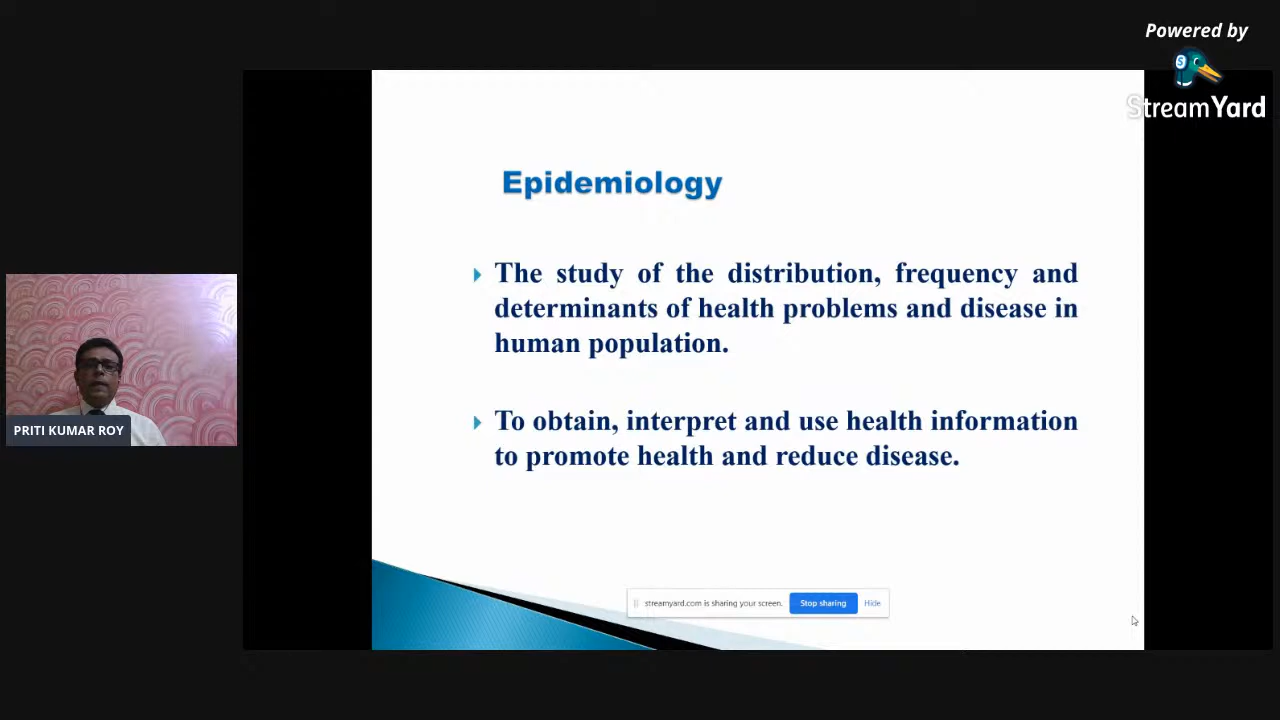 Powered by
StreamYard
Epidemiology
The study of the distribution, frequency and
determinants of health problems and disease in
human population.
To obtain, interpret and use health information
to promote health and reduce disease.
PRITI KUMAR ROY
streamyard.com is sharing your screen. Stop sharing Hide